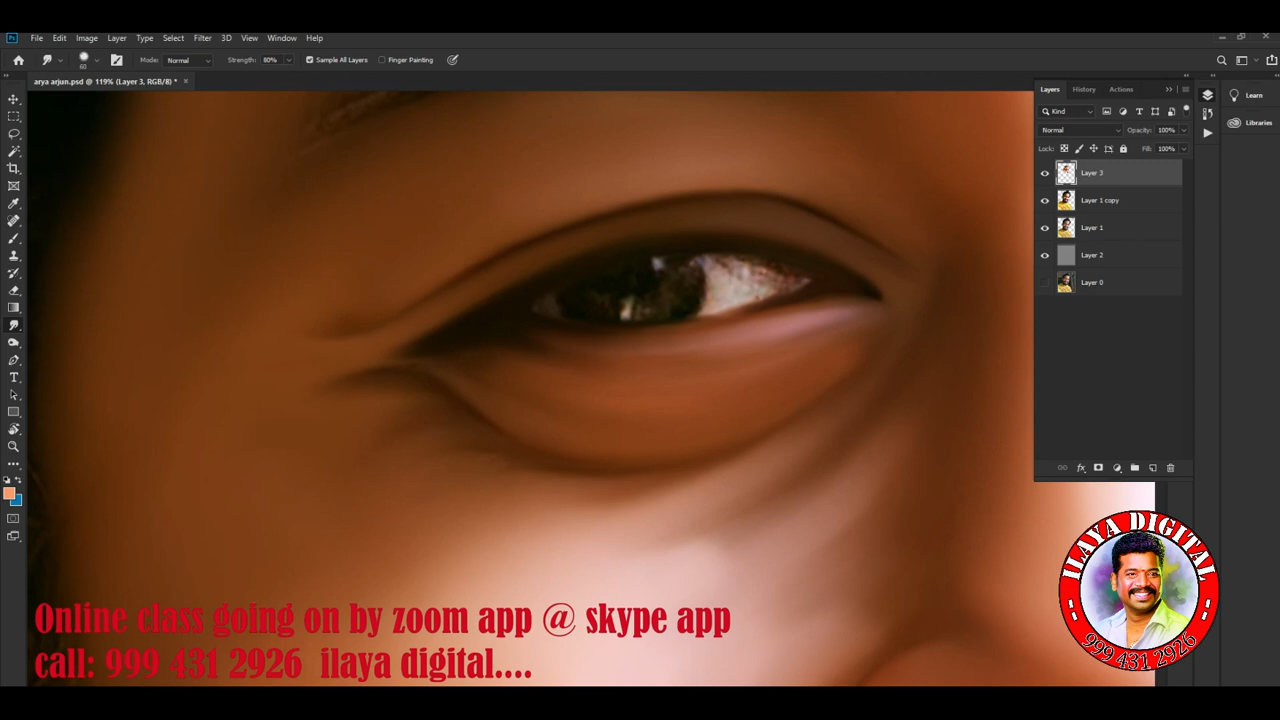 Ps File Edit Image Layer Type Select Filter 3D View Window Help
60 Mode: Normal Strength: 80% Sample All Layers Finger Painting
arya arjun.psd @ 119% (Layer 3, RGB/8) * ×
Layers History Actions
Learn
Kind
Libraries
Normal Opacity: 100%
Lock: Fill: 100%
Layer 3
Layer 1 copy
Layer 1
Layer 2
Layer 0
fx
Online class going on by zoom app @ skype app
call: 999 431 2926 ilaya digital....
ILAYA DIGITAL
999 431 2926